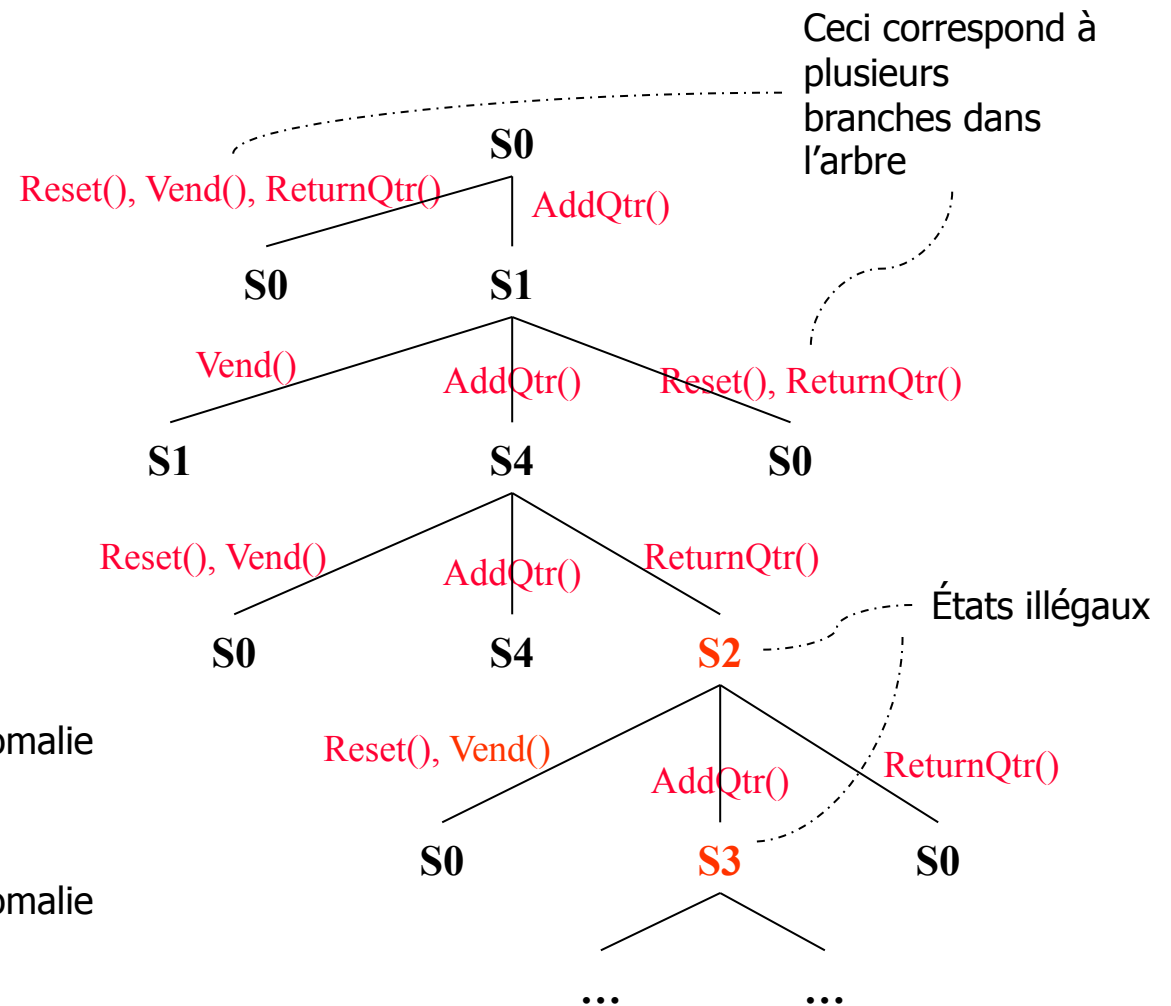 Ceci correspond à
plusieurs
branches dans
l’arbre
S0
Reset(), Vend(), ReturnQtr()
AddQtr()
S0
S1
Vend()
AddQtr()
Reset(), ReturnQtr()
S1
S4
S0
Reset(), Vend()
AddQtr()
ReturnQtr()
États illégaux
S0
S4
S2
omalie
Reset(), Vend()
AddQtr()
ReturnQtr()
S0
S3
S0
omalie
...
...